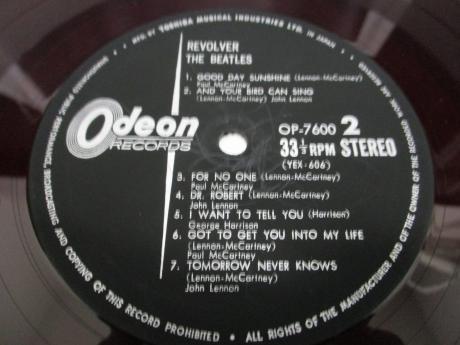 MFG. BY TOSHIBA MUSICAL INDUSTRIES LTD. IN JAPAN
REVOLVER
THE BEATLES
1. GOOD DAY SUNSHINE (Lennon-McCartney)
Paul McCartney
2. AND YOUR BIRD CAN SING
(Lennon-McCartney) John Lennon
Odeon
RECORDS
OP-7600 2
33⅓ RPM STEREO
(YEX-606)
3. FOR NO ONE (Lennon-McCartney)
Paul McCartney
4. DR. ROBERT (Lennon-McCartney)
John Lennon
5. I WANT TO TELL YOU (Harrison)
George Harrison
6. GOT TO GET YOU INTO MY LIFE
(Lennon-McCartney)
Paul McCartney
7. TOMORROW NEVER KNOWS
(Lennon-McCartney)
John Lennon
UNAUTHORIZED PUBLIC PERFORMANCE, BROADCASTING AND COPYING OF THIS RECORD PROHIBITED • ALL RIGHTS OF THE MANUFACTURER AND OF THE OWNER OF THE RECORDED WORK ARE RESERVED